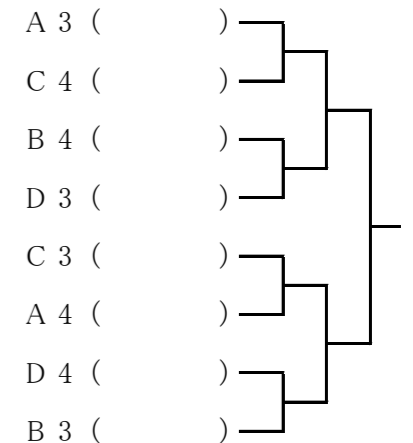 A 3 (　　　)
C 4 (　　　)
B 4 (　　　)
D 3 (　　　)
C 3 (　　　)
A 4 (　　　)
D 4 (　　　)
B 3 (　　　)